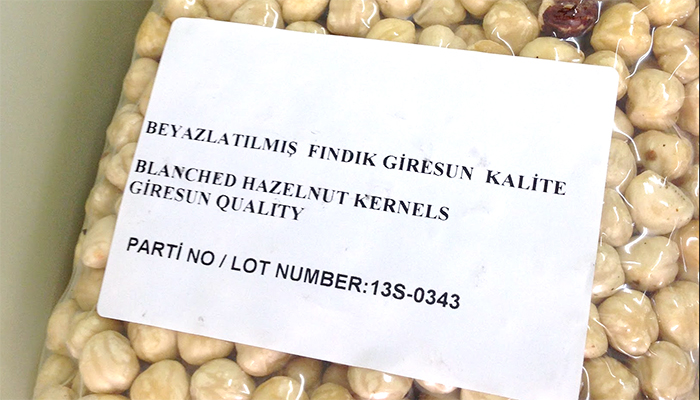 BEYAZLATILMIŞ FINDIK GİRESUN KALİTE
BLANCHED HAZELNUT KERNELS
GİRESUN QUALITY
PARTİ NO / LOT NUMBER:13S-0343